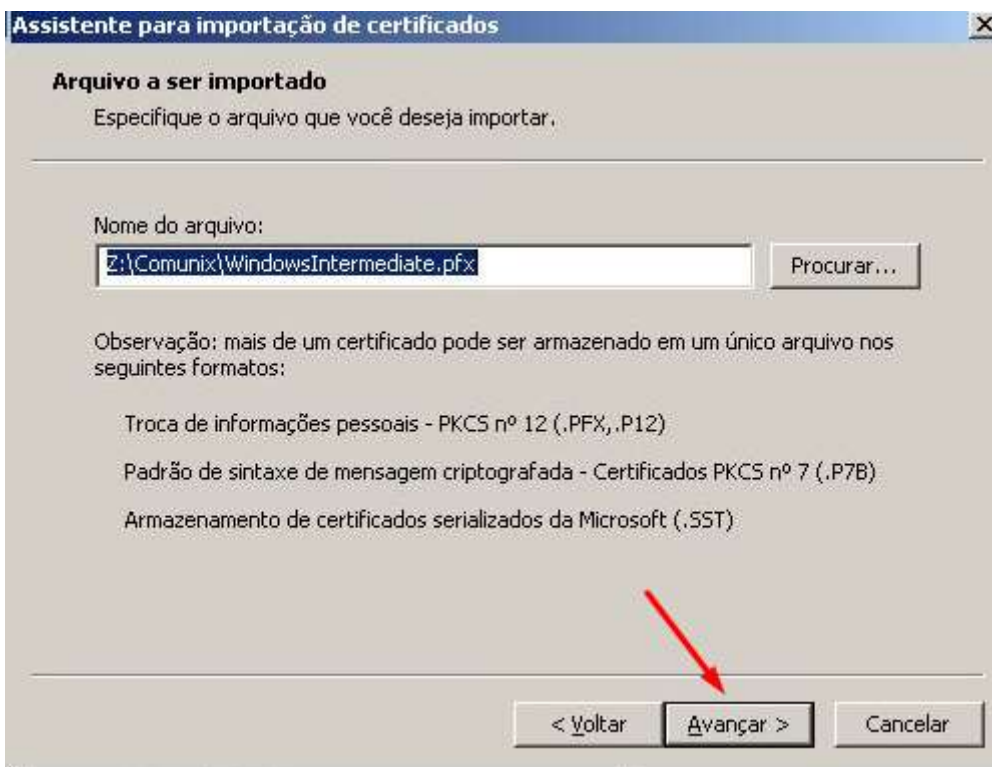 Assistente para importação de certificados
Arquivo a ser importado
Especifique o arquivo que você deseja importar.
Nome do arquivo:
Z:\Comunix\WindowsIntermediate.pfx
Procurar...
Observação: mais de um certificado pode ser armazenado em um único arquivo nos
seguintes formatos:
Troca de informações pessoais - PKCS nº 12 (.PFX,.P12)
Padrão de sintaxe de mensagem criptografada - Certificados PKCS nº 7 (.P7B)
Armazenamento de certificados serializados da Microsoft (.SST)
< Voltar
Avançar >
Cancelar